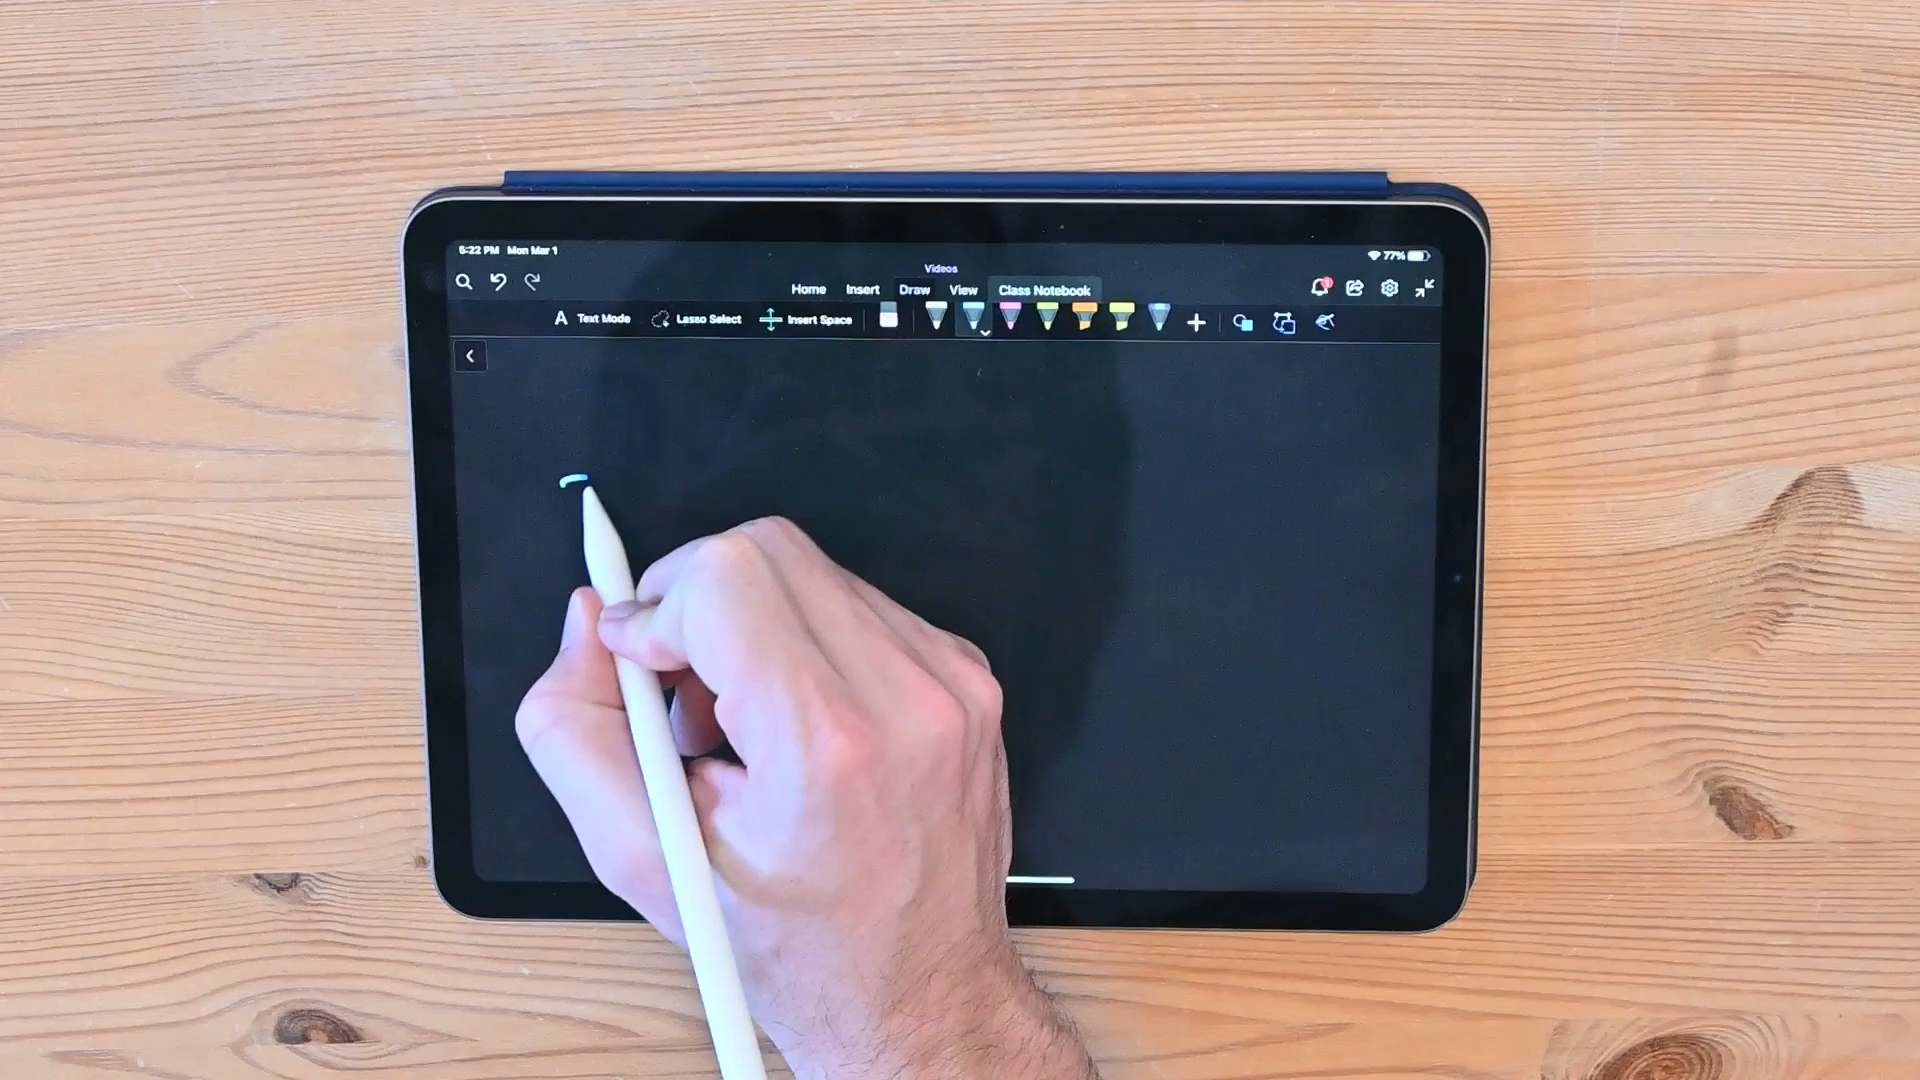 5:22 PM Mon Mar 1
77%
Videos
Home Insert Draw View Class Notebook
A Text Mode Lasso Select Insert Space